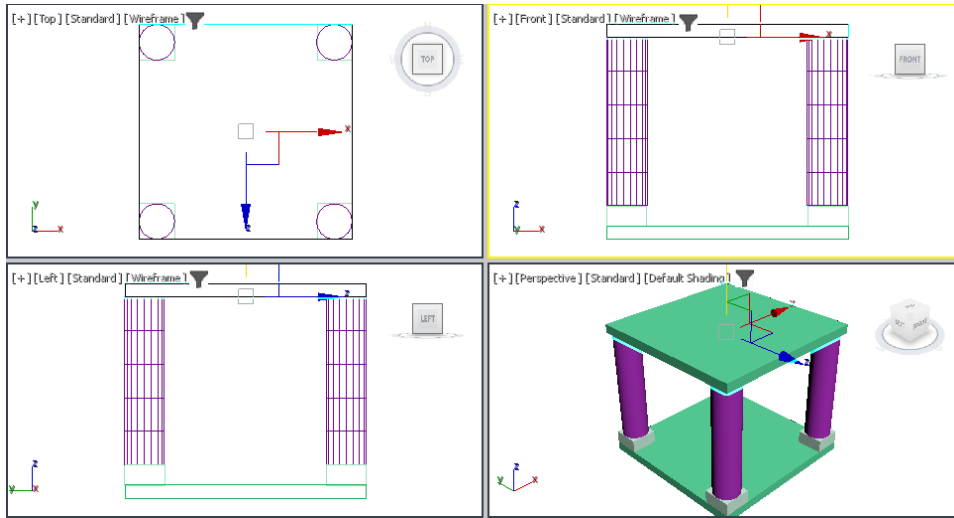 [+] [Top] [Standard] [Wireframe]
N
W
TOP
E
S
x
z
y
z
x
[+] [Front] [Standard] [Wireframe]
x
FRONT
z
y
x
[+] [Left] [Standard] [Wireframe]
z
LEFT
z
y
x
[+] [Perspective] [Standard] [Default Shading]
z
z
y
x